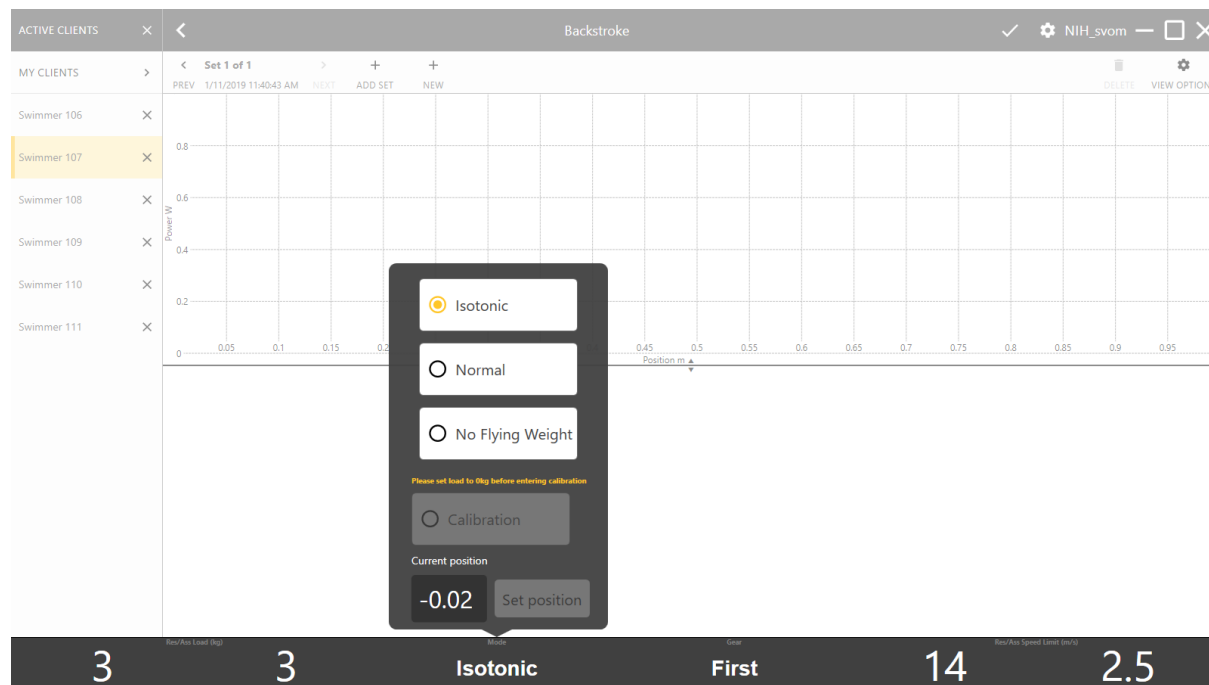 ACTIVE CLIENTS
Backstroke
NIH_svom
MY CLIENTS
Set 1 of 1
PREV 1/11/2019 11:40:43 AM NEXT ADD SET NEW
DELETE VIEW OPTION
Swimmer 106
Swimmer 107
Swimmer 108
Swimmer 109
Swimmer 110
Swimmer 111
Power W
0.8
0.6
0.4
0.2
0
0.05 0.1 0.15 0.2 0.45 0.5 0.55 0.6 0.65 0.7 0.75 0.8 0.85 0.9 0.95
Position m
Isotonic
Normal
No Flying Weight
Please set load to 0kg before entering calibration
Calibration
Current position
-0.02 Set position
Res/Ass Load (kg) Mode Gear Res/Ass Speed Limit (m/s)
3 3 Isotonic First 14 2.5